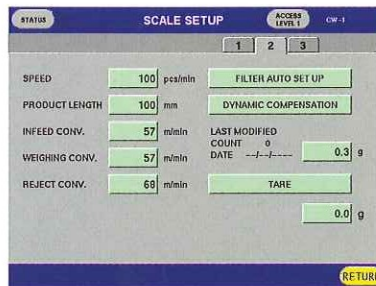 STATUS SCALE SETUP ACCESS LEVEL 1 CW-1
1 2 3
SPEED 100 pcs/min FILTER AUTO SET UP
PRODUCT LENGTH 100 mm DYNAMIC COMPENSATION
INFEED CONV. 57 m/min LAST MODIFIED
COUNT 0
DATE --/--/---- 0.3 g
WEIGHING CONV. 57 m/min
REJECT CONV. 68 m/min TARE
0.0 g
RETURN